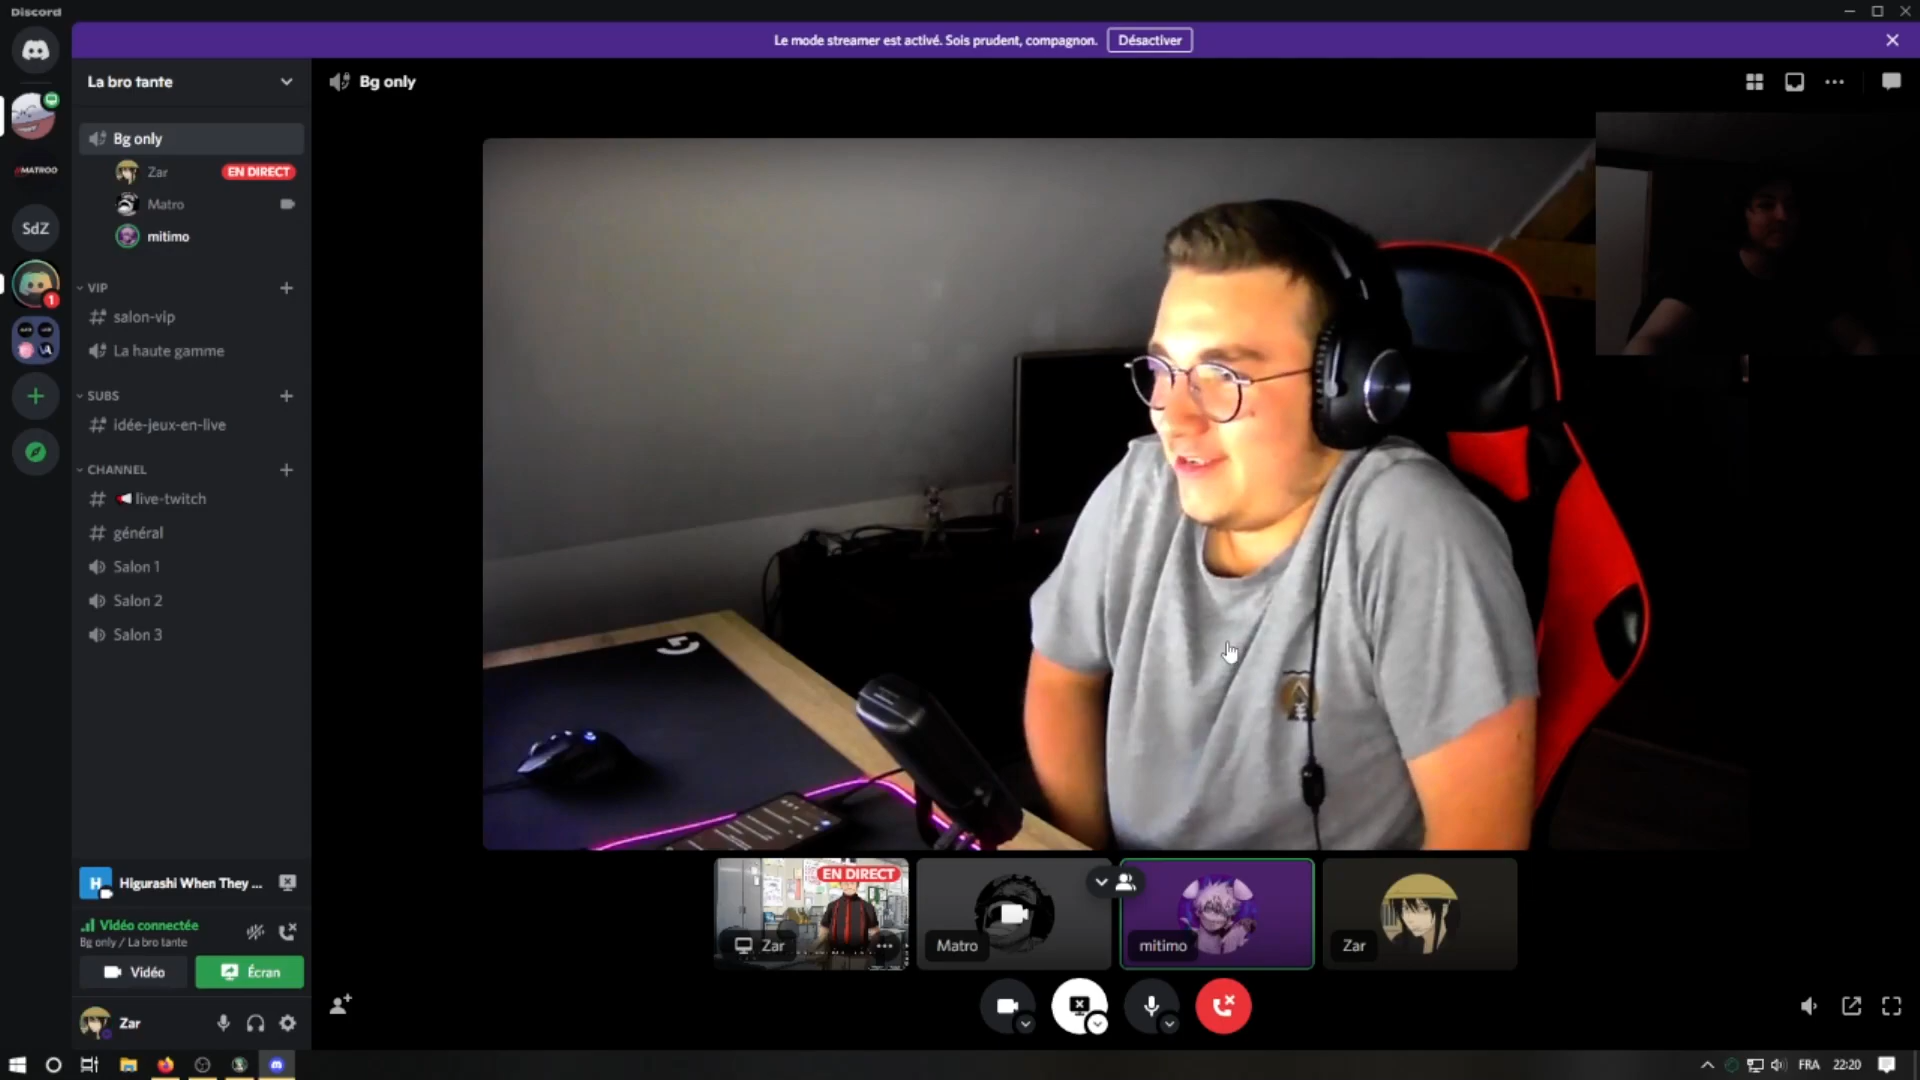 Discord
Le mode streamer est activé. Sois prudent, compagnon.
Désactiver
La bro tante
Bg only
Bg only
Zar
EN DIRECT
#MATROO
Matro
SdZ
mitimo
1
VIP
salon-vip
La haute gamme
SUBS
idée-jeux-en-live
CHANNEL
live-twitch
général
Salon 1
Salon 2
Salon 3
H
Higurashi When They ...
Vidéo connectée
Bg only / La bro tante
Vidéo
Écran
Zar
EN DIRECT
Zar
Matro
mitimo
Zar
FRA
22:20